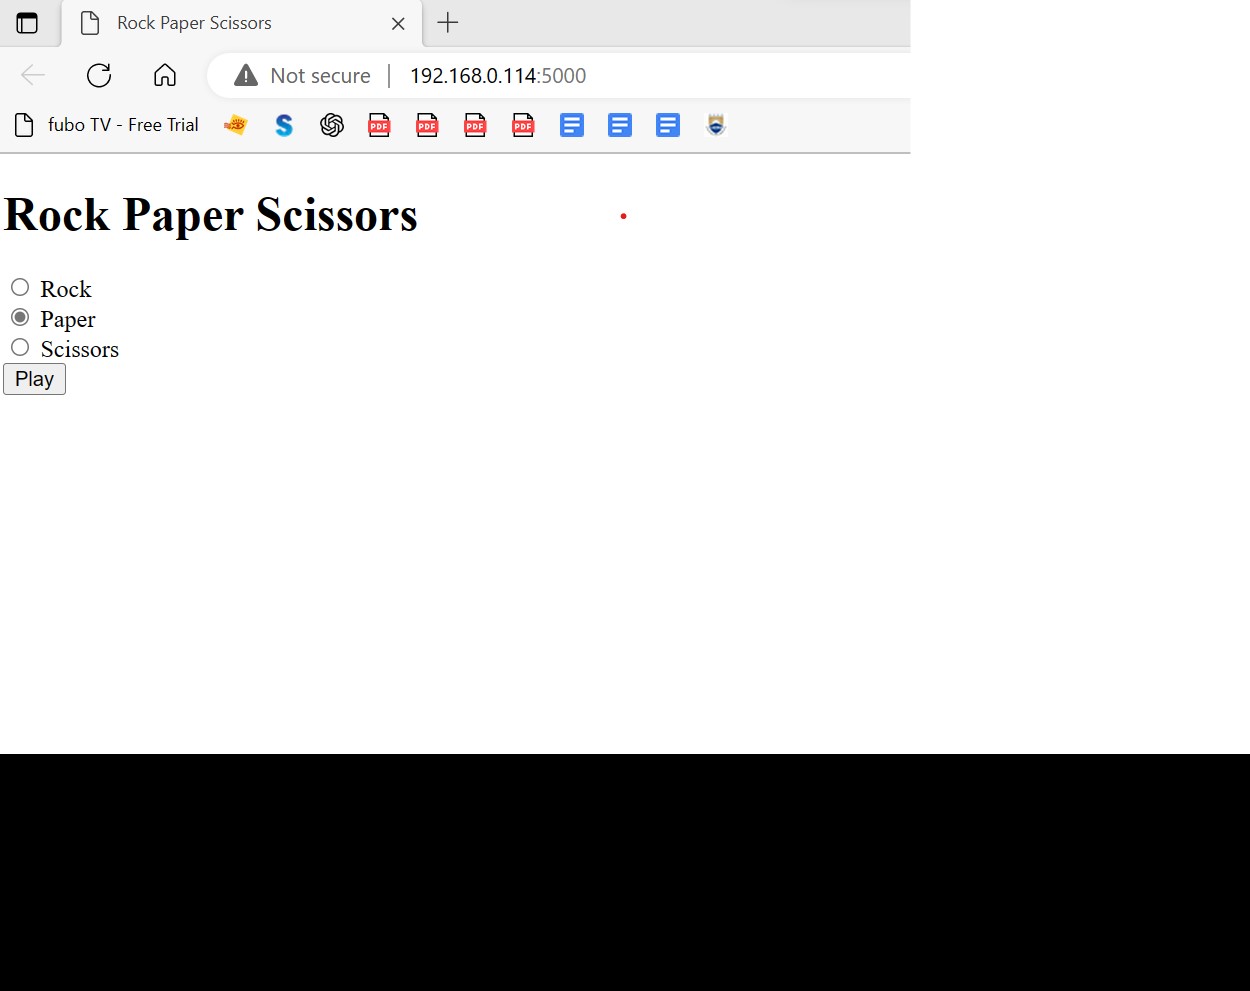 Rock Paper Scissors
Not secure | 192.168.0.114:5000
fubo TV - Free Trial S PDF PDF PDF PDF
Rock Paper Scissors
Rock
Paper
Scissors
Play